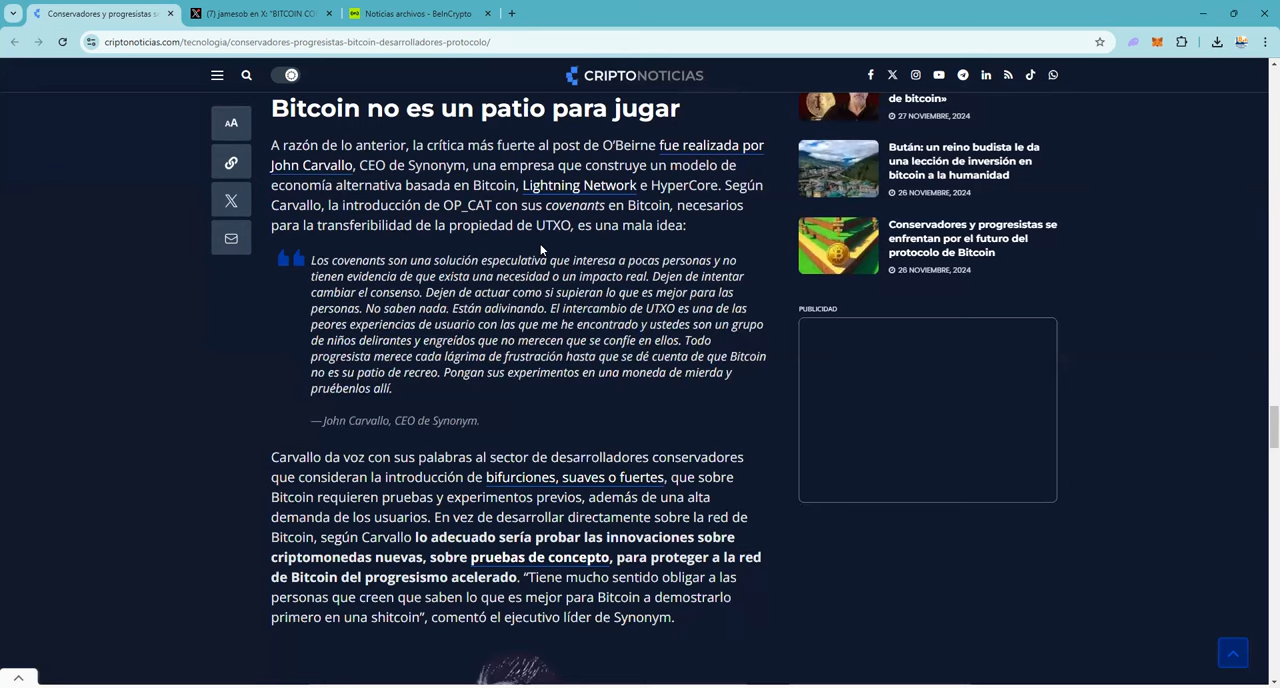 Conservadores y progresistas s
(7) jamesob en X: "BITCOIN CO
Noticias archivos - BeInCrypto
criptonoticias.com/tecnologia/conservadores-progresistas-bitcoin-desarrolladores-protocolo/
CRIPTONOTICIAS
AA
Bitcoin no es un patio para jugar
A razón de lo anterior, la crítica más fuerte al post de O'Beirne fue realizada por
John Carvallo, CEO de Synonym, una empresa que construye un modelo de
economía alternativa basada en Bitcoin, Lightning Network e HyperCore. Según
Carvallo, la introducción de OP_CAT con sus covenants en Bitcoin, necesarios
para la transferibilidad de la propiedad de UTXO, es una mala idea:
Los covenants son una solución especulativa que interesa a pocas personas y no
tienen evidencia de que exista una necesidad o un impacto real. Dejen de intentar
cambiar el consenso. Dejen de actuar como si supieran lo que es mejor para las
personas. No saben nada. Están adivinando. El intercambio de UTXO es una de las
peores experiencias de usuario con las que me he encontrado y ustedes son un grupo
de niños delirantes y engreídos que no merecen que se confíe en ellos. Todo
progresista merece cada lágrima de frustración hasta que se dé cuenta de que Bitcoin
no es su patio de recreo. Pongan sus experimentos en una moneda de mierda y
pruébenlos allí.
— John Carvallo, CEO de Synonym.
Carvallo da voz con sus palabras al sector de desarrolladores conservadores
que consideran la introducción de bifurciones, suaves o fuertes, que sobre
Bitcoin requieren pruebas y experimentos previos, además de una alta
demanda de los usuarios. En vez de desarrollar directamente sobre la red de
Bitcoin, según Carvallo lo adecuado sería probar las innovaciones sobre
criptomonedas nuevas, sobre pruebas de concepto, para proteger a la red
de Bitcoin del progresismo acelerado. "Tiene mucho sentido obligar a las
personas que creen que saben lo que es mejor para Bitcoin a demostrarlo
primero en una shitcoin", comentó el ejecutivo líder de Synonym.
de bitcoin»
27 NOVIEMBRE, 2024
Bután: un reino budista le da
una lección de inversión en
bitcoin a la humanidad
26 NOVIEMBRE, 2024
Conservadores y progresistas se
enfrentan por el futuro del
protocolo de Bitcoin
26 NOVIEMBRE, 2024
PUBLICIDAD